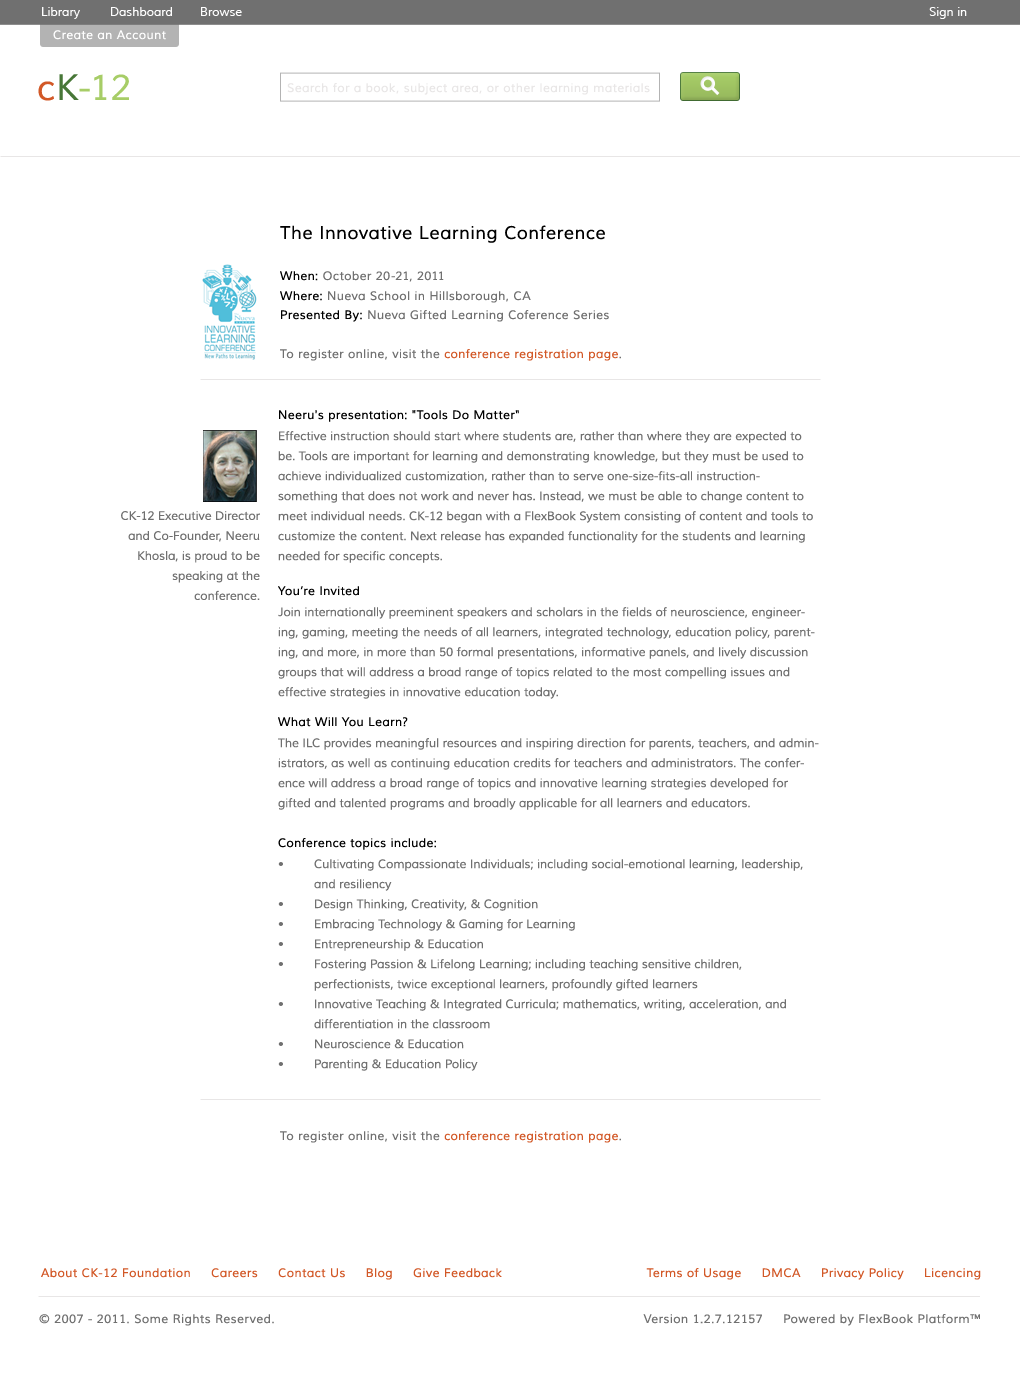 Library Dashboard Browse Sign in
Create an Account
cK-12
Search for a book, subject area, or other learning materials
The Innovative Learning Conference
When: October 20-21, 2011
Where: Nueva School in Hillsborough, CA
Presented By: Nueva Gifted Learning Coference Series
To register online, visit the conference registration page.
ILC
Nueva
INNOVATIVE
LEARNING
CONFERENCE
New Paths to Learning
CK-12 Executive Director
and Co-Founder, Neeru
Khosla, is proud to be
speaking at the
conference.
Neeru's presentation: "Tools Do Matter"
Effective instruction should start where students are, rather than where they are expected to
be. Tools are important for learning and demonstrating knowledge, but they must be used to
achieve individualized customization, rather than to serve one-size-fits-all instruction-
something that does not work and never has. Instead, we must be able to change content to
meet individual needs. CK-12 began with a FlexBook System consisting of content and tools to
customize the content. Next release has expanded functionality for the students and learning
needed for specific concepts.
You're Invited
Join internationally preeminent speakers and scholars in the fields of neuroscience, engineer-
ing, gaming, meeting the needs of all learners, integrated technology, education policy, parent-
ing, and more, in more than 50 formal presentations, informative panels, and lively discussion
groups that will address a broad range of topics related to the most compelling issues and
effective strategies in innovative education today.
What Will You Learn?
The ILC provides meaningful resources and inspiring direction for parents, teachers, and admin-
istrators, as well as continuing education credits for teachers and administrators. The confer-
ence will address a broad range of topics and innovative learning strategies developed for
gifted and talented programs and broadly applicable for all learners and educators.
Conference topics include:
• Cultivating Compassionate Individuals; including social-emotional learning, leadership,
and resiliency
• Design Thinking, Creativity, & Cognition
• Embracing Technology & Gaming for Learning
• Entrepreneurship & Education
• Fostering Passion & Lifelong Learning; including teaching sensitive children,
perfectionists, twice exceptional learners, profoundly gifted learners
• Innovative Teaching & Integrated Curricula; mathematics, writing, acceleration, and
differentiation in the classroom
• Neuroscience & Education
• Parenting & Education Policy
To register online, visit the conference registration page.
About CK-12 Foundation Careers Contact Us Blog Give Feedback Terms of Usage DMCA Privacy Policy Licencing
© 2007 - 2011. Some Rights Reserved. Version 1.2.7.12157 Powered by FlexBook Platform™